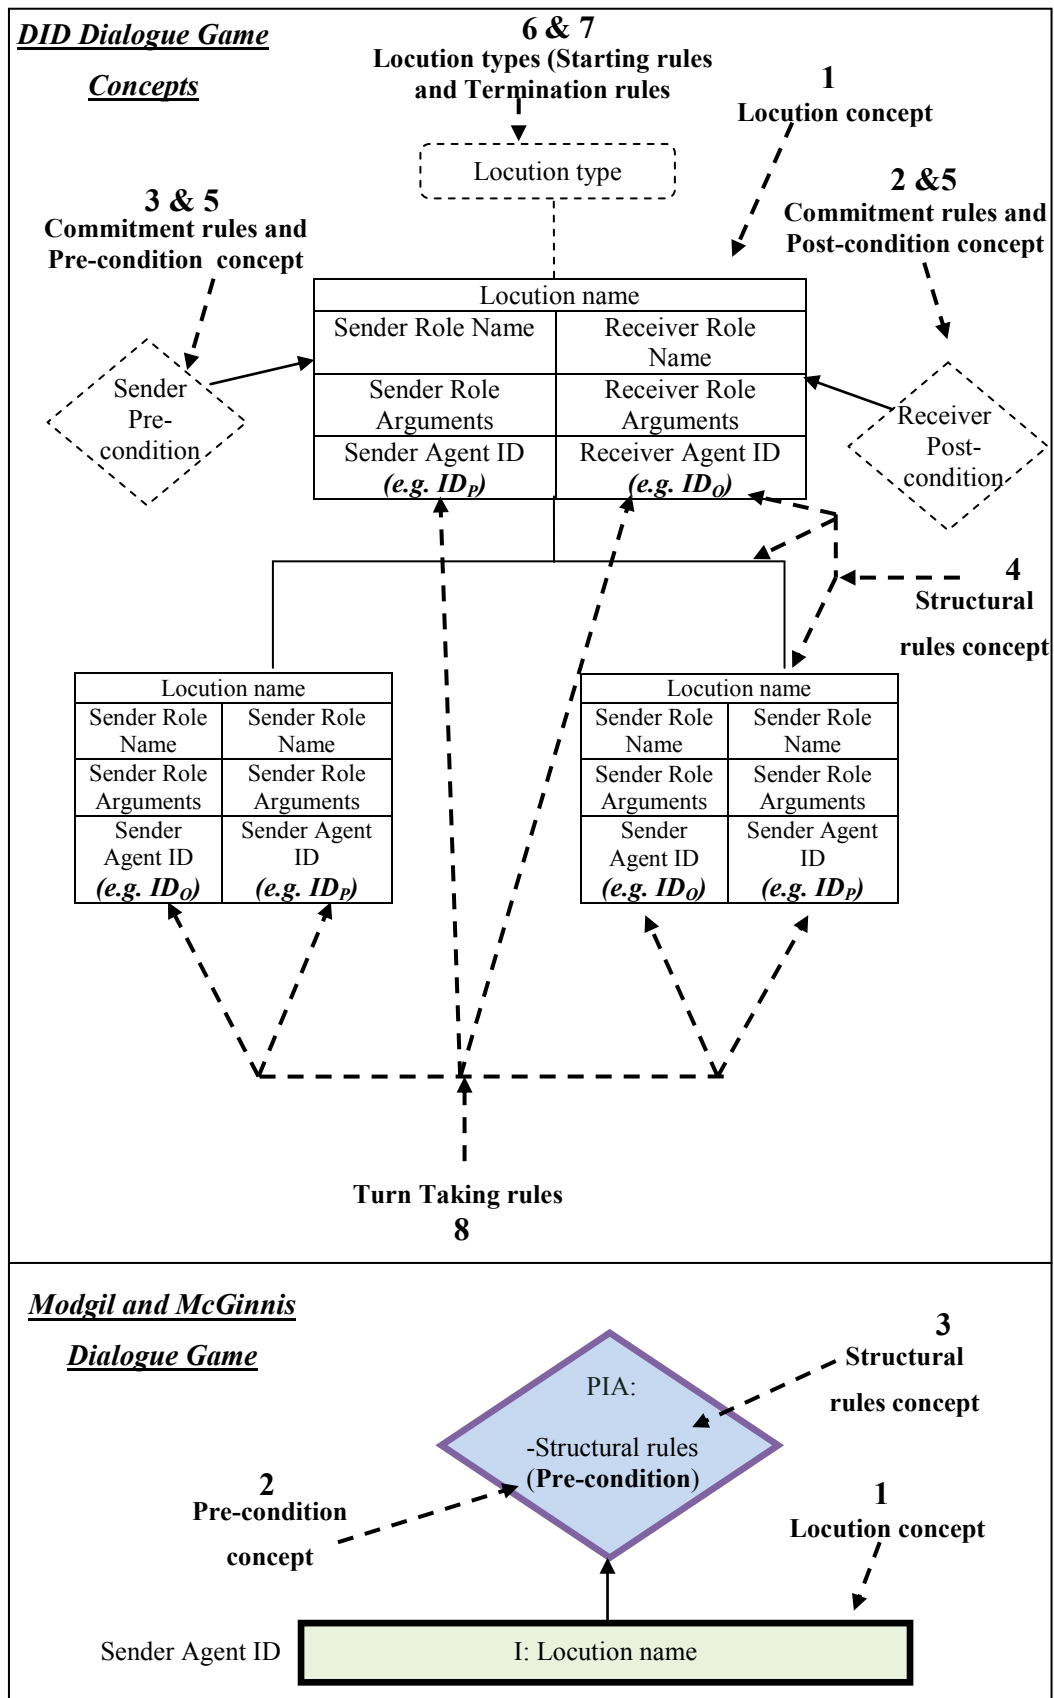 DID Dialogue Game
Concepts
6 & 7
Locution types (Starting rules
and Termination rules
1
Locution concept
Locution type
3 & 5
Commitment rules and
Pre-condition concept
2 &5
Commitment rules and
Post-condition concept
Locution name
Sender Role Name
Receiver Role
Name
Sender Role
Arguments
Receiver Role
Arguments
Sender Agent ID
(e.g. IDP)
Receiver Agent ID
(e.g. IDO)
Sender
Pre-
condition
Receiver
Post-
condition
4
Structural
rules concept
Locution name
Sender Role
Name
Sender Role
Name
Sender Role
Arguments
Sender Role
Arguments
Sender
Agent ID
(e.g. IDO)
Sender Agent
ID
(e.g. IDP)
Locution name
Sender Role
Name
Sender Role
Name
Sender Role
Arguments
Sender Role
Arguments
Sender
Agent ID
(e.g. IDO)
Sender Agent
ID
(e.g. IDP)
Turn Taking rules
8
Modgil and McGinnis
Dialogue Game
3
Structural
rules concept
PIA:
-Structural rules
(Pre-condition)
2
Pre-condition
concept
1
Locution concept
Sender Agent ID
I: Locution name